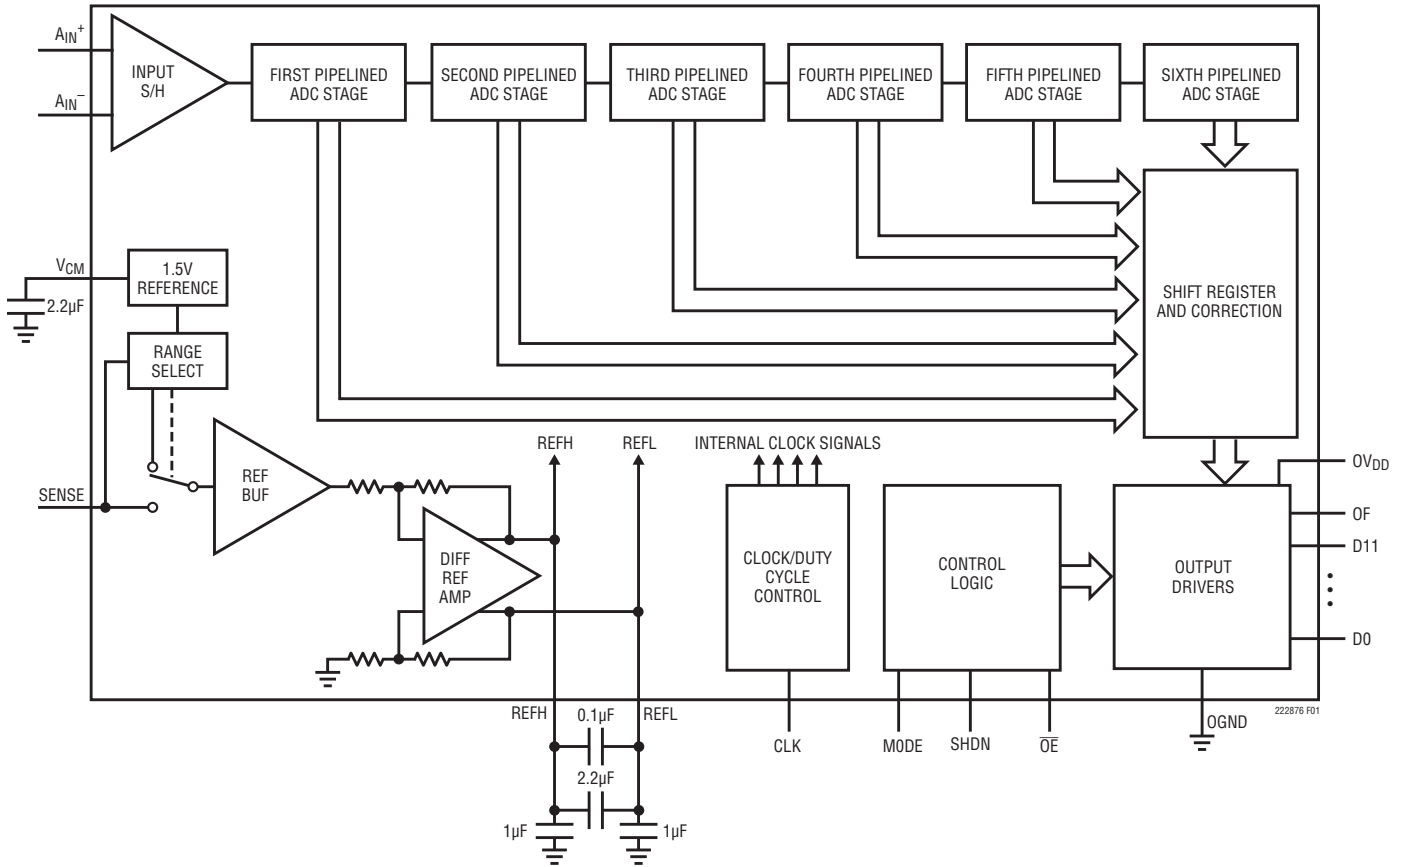 AIN+
INPUT
S/H
AIN−
FIRST PIPELINED
ADC STAGE
SECOND PIPELINED
ADC STAGE
THIRD PIPELINED
ADC STAGE
FOURTH PIPELINED
ADC STAGE
FIFTH PIPELINED
ADC STAGE
SIXTH PIPELINED
ADC STAGE
VCM
2.2µF
1.5V
REFERENCE
RANGE
SELECT
SHIFT REGISTER
AND CORRECTION
SENSE
REF
BUF
REFH
REFL
INTERNAL CLOCK SIGNALS
DIFF
REF
AMP
CLOCK/DUTY
CYCLE
CONTROL
CONTROL
LOGIC
OUTPUT
DRIVERS
OVDD
OF
D11
D0
REFH
0.1µF
REFL
2.2µF
1µF
1µF
CLK
MODE
SHDN
O̅E̅
OGND
222876 F01